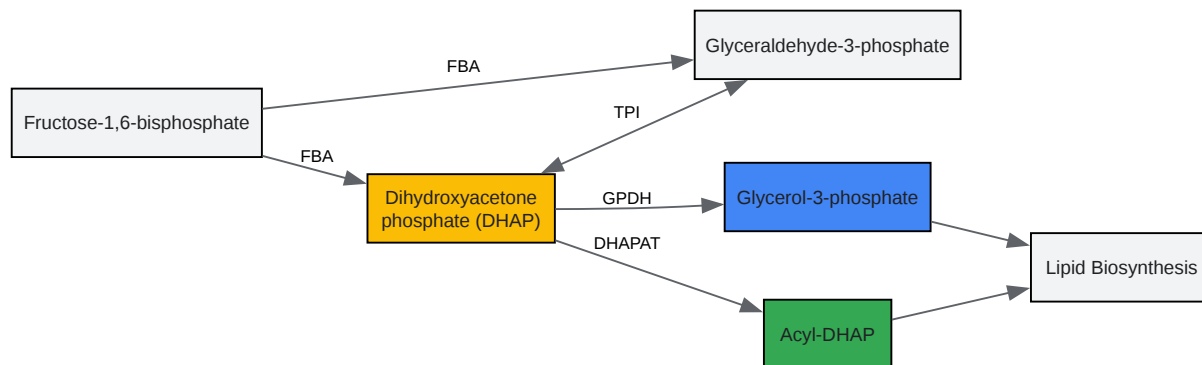 Glyceraldehyde-3-phosphate
FBA
TPI
Fructose-1,6-bisphosphate
FBA
Dihydroxyacetone
phosphate (DHAP)
GPDH
Glycerol-3-phosphate
DHAPAT
Lipid Biosynthesis
Acyl-DHAP